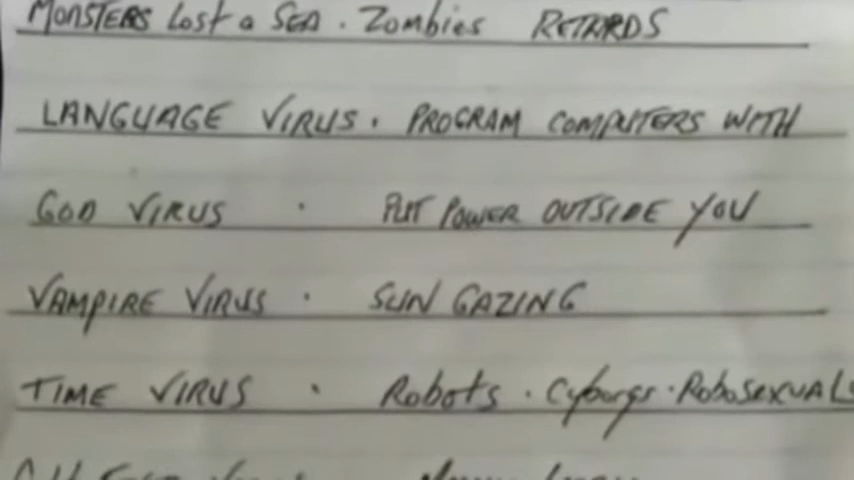 MONSTERS Lost a SEA . Zombies RETARDS
LANGUAGE VIRUS . PROGRAM COMPUTERS WITH
GOD VIRUS . PUT POWER OUTSIDE YOU
VAMPIRE VIRUS . SUN GAZING
TIME VIRUS . Robots . Cyborgs . ROBOSEXUALS